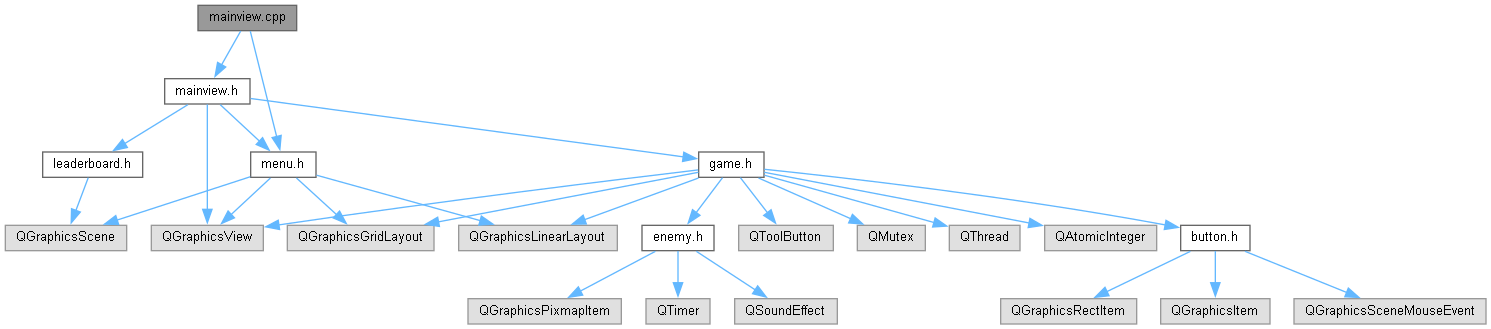 mainview.cpp
mainview.h
leaderboard.h
menu.h
game.h
QGraphicsScene
QGraphicsView
QGraphicsGridLayout
QGraphicsLinearLayout
enemy.h
QToolButton
QMutex
QThread
QAtomicInteger
button.h
QGraphicsPixmapItem
QTimer
QSoundEffect
QGraphicsRectItem
QGraphicsItem
QGraphicsSceneMouseEvent